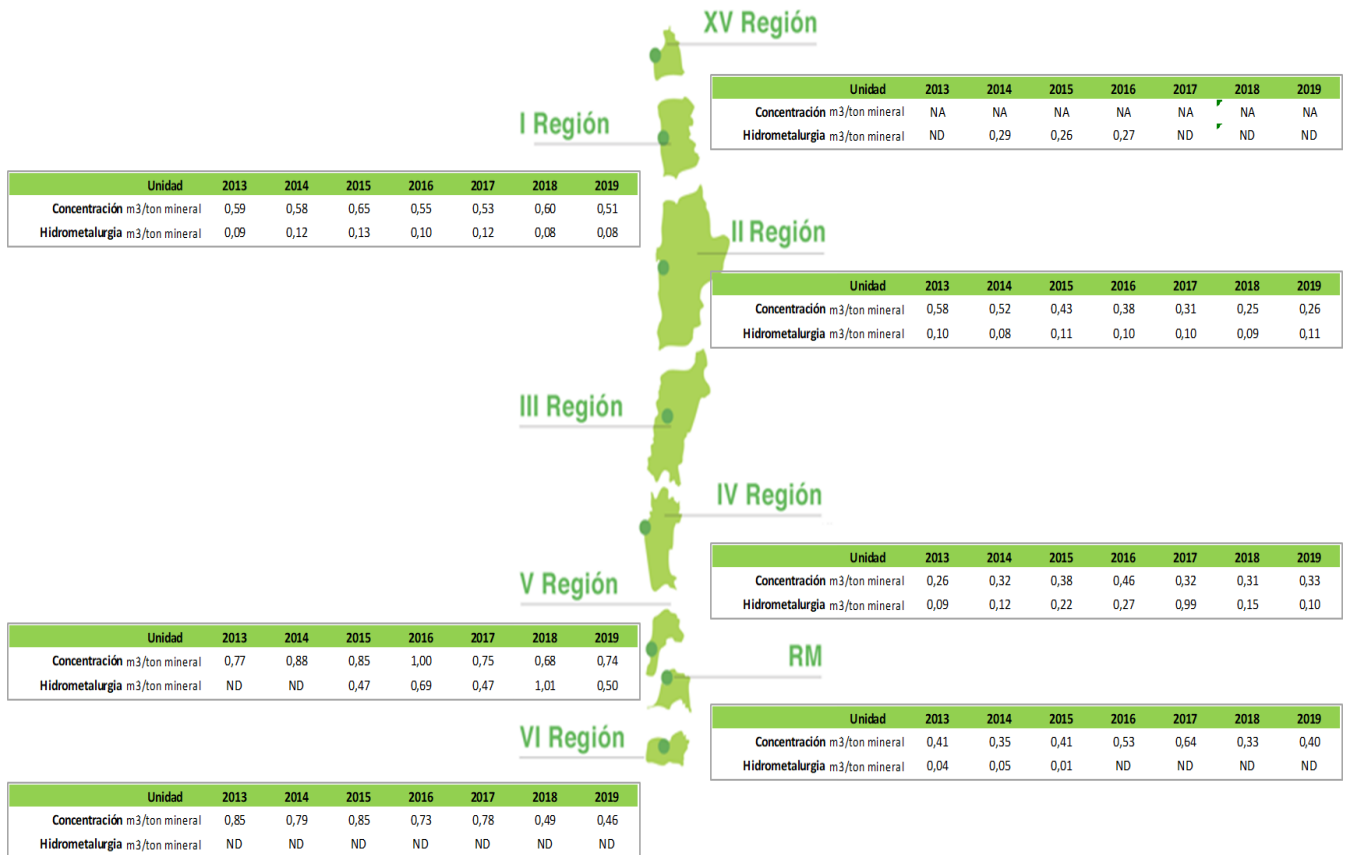 XV Región
Unidad 2013 2014 2015 2016 2017 2018 2019
Concentración m3/ton mineral NA NA NA NA NA NA NA
Hidrometalurgia m3/ton mineral ND 0,29 0,26 0,27 ND ND ND
I Región
Unidad 2013 2014 2015 2016 2017 2018 2019
Concentración m3/ton mineral 0,59 0,58 0,65 0,55 0,53 0,60 0,51
Hidrometalurgia m3/ton mineral 0,09 0,12 0,13 0,10 0,12 0,08 0,08
II Región
Unidad 2013 2014 2015 2016 2017 2018 2019
Concentración m3/ton mineral 0,58 0,52 0,43 0,38 0,31 0,25 0,26
Hidrometalurgia m3/ton mineral 0,10 0,08 0,11 0,10 0,10 0,09 0,11
III Región
IV Región
Unidad 2013 2014 2015 2016 2017 2018 2019
Concentración m3/ton mineral 0,26 0,32 0,38 0,46 0,32 0,31 0,33
Hidrometalurgia m3/ton mineral 0,09 0,12 0,22 0,27 0,99 0,15 0,10
V Región
Unidad 2013 2014 2015 2016 2017 2018 2019
Concentración m3/ton mineral 0,77 0,88 0,85 1,00 0,75 0,68 0,74
Hidrometalurgia m3/ton mineral ND ND 0,47 0,69 0,47 1,01 0,50
RM
Unidad 2013 2014 2015 2016 2017 2018 2019
Concentración m3/ton mineral 0,41 0,35 0,41 0,53 0,64 0,33 0,40
Hidrometalurgia m3/ton mineral 0,04 0,05 0,01 ND ND ND ND
VI Región
Unidad 2013 2014 2015 2016 2017 2018 2019
Concentración m3/ton mineral 0,85 0,79 0,85 0,73 0,78 0,49 0,46
Hidrometalurgia m3/ton mineral ND ND ND ND ND ND ND